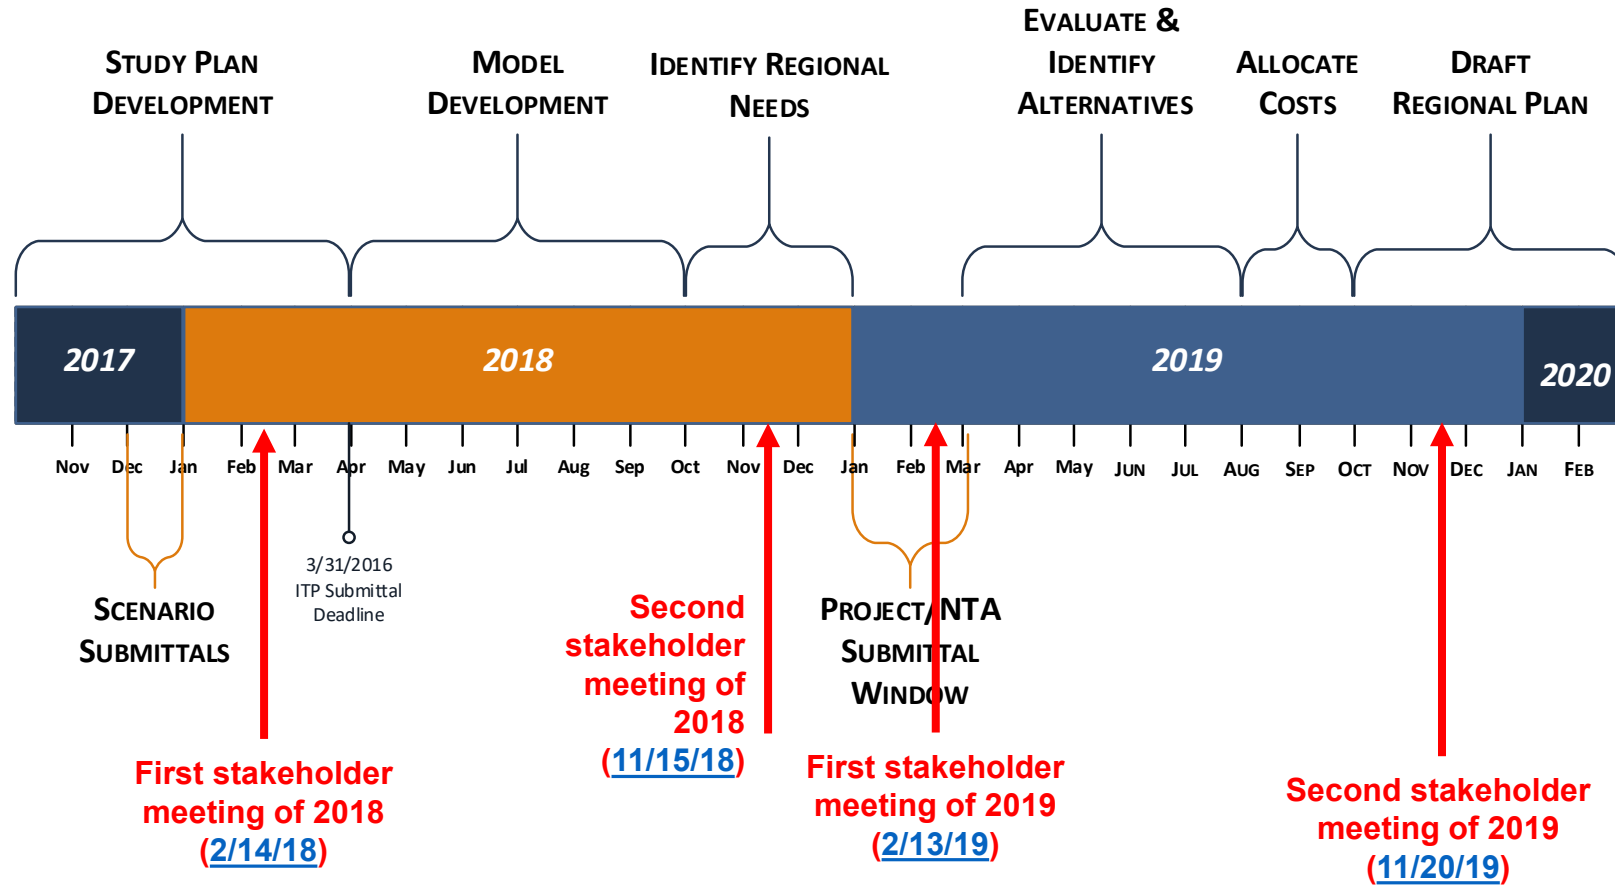 STUDY PLAN
DEVELOPMENT
MODEL
DEVELOPMENT
IDENTIFY REGIONAL
NEEDS
EVALUATE &
IDENTIFY
ALTERNATIVES
ALLOCATE
COSTS
DRAFT
REGIONAL PLAN
2017
2018
2019
2020
Nov Dec Jan Feb Mar Apr May Jun Jul Aug Sep Oct Nov Dec Jan Feb Mar Apr May JUN JUL AUG SEP OCT NOV DEC JAN FEB
SCENARIO
SUBMITTALS
3/31/2016
ITP Submittal
Deadline
Second
stakeholder
meeting of
2018
(11/15/18)
PROJECT/NTA
SUBMITTAL
WINDOW
First stakeholder
meeting of 2018
(2/14/18)
First stakeholder
meeting of 2019
(2/13/19)
Second stakeholder
meeting of 2019
(11/20/19)